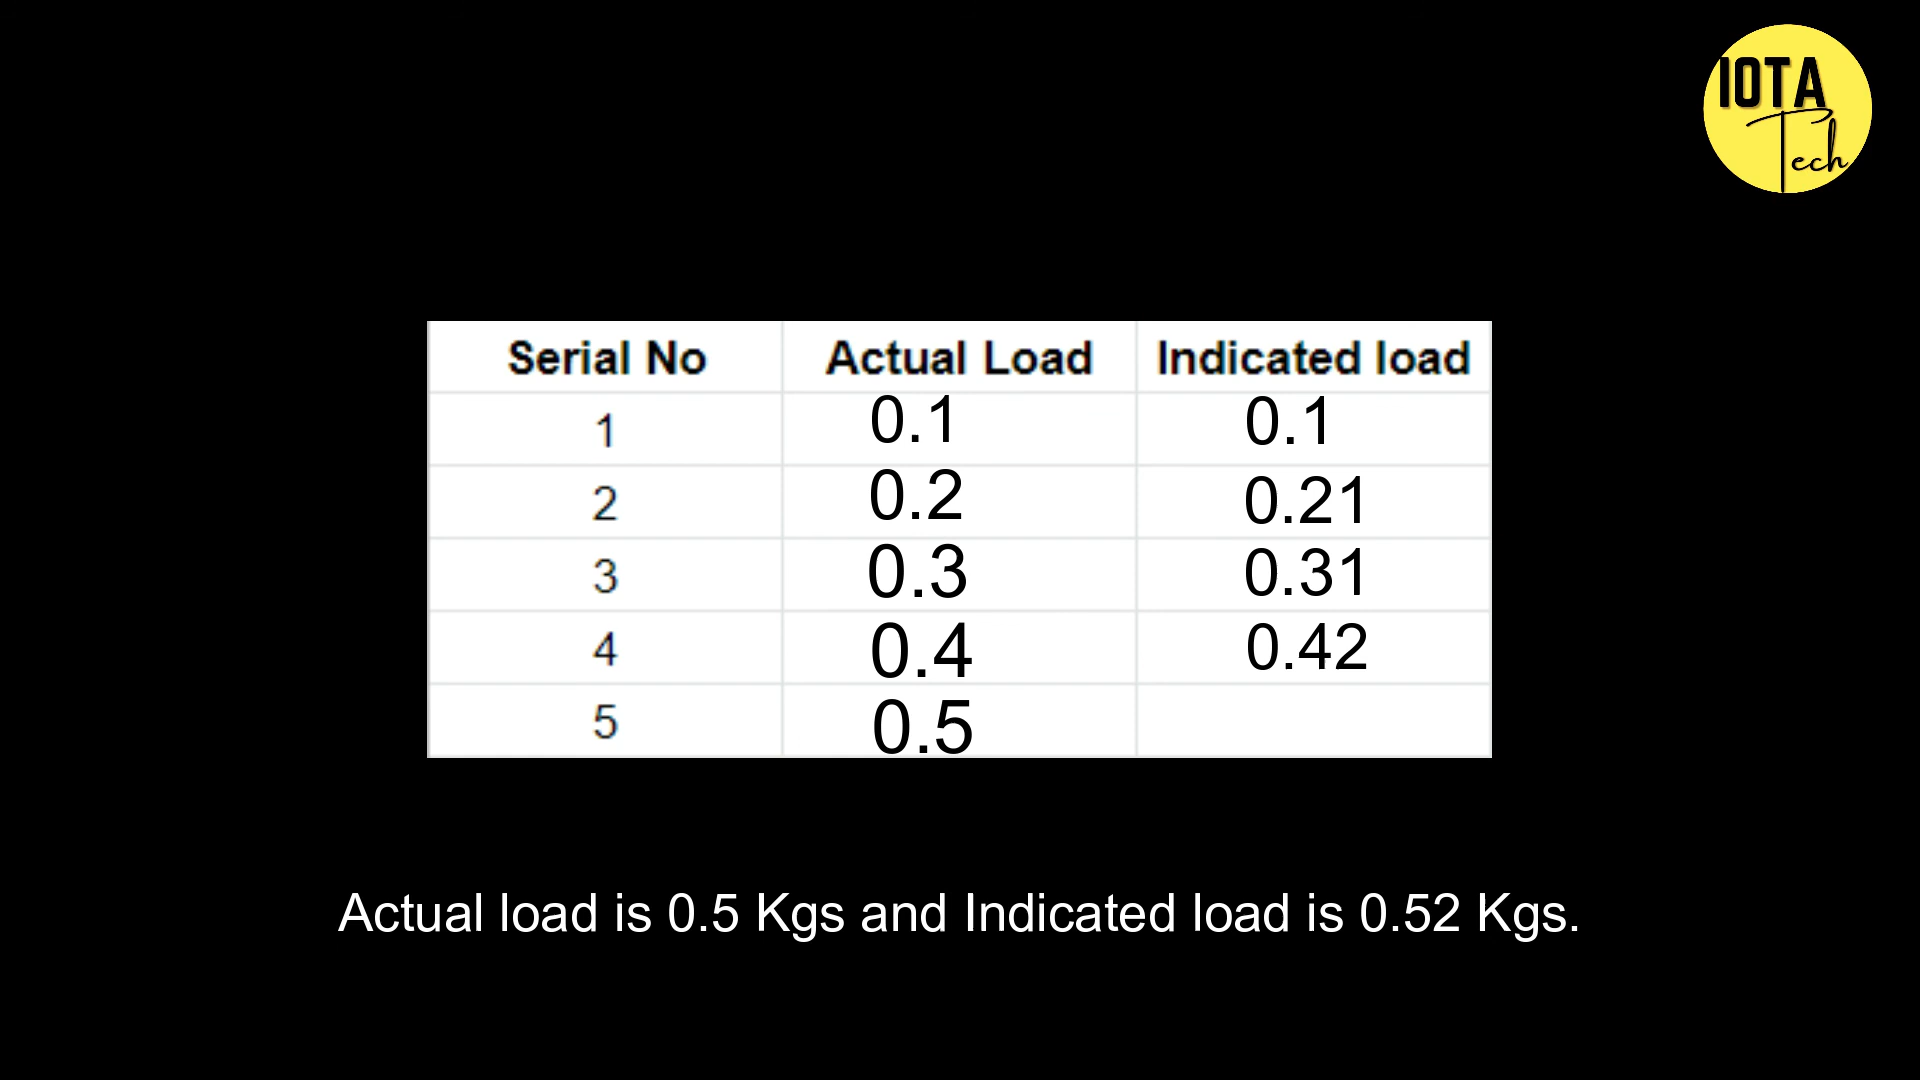 IOTA
Tech
Serial No Actual Load Indicated load
1 0.1 0.1
2 0.2 0.21
3 0.3 0.31
4 0.4 0.42
5 0.5
Actual load is 0.5 Kgs and Indicated load is 0.52 Kgs.